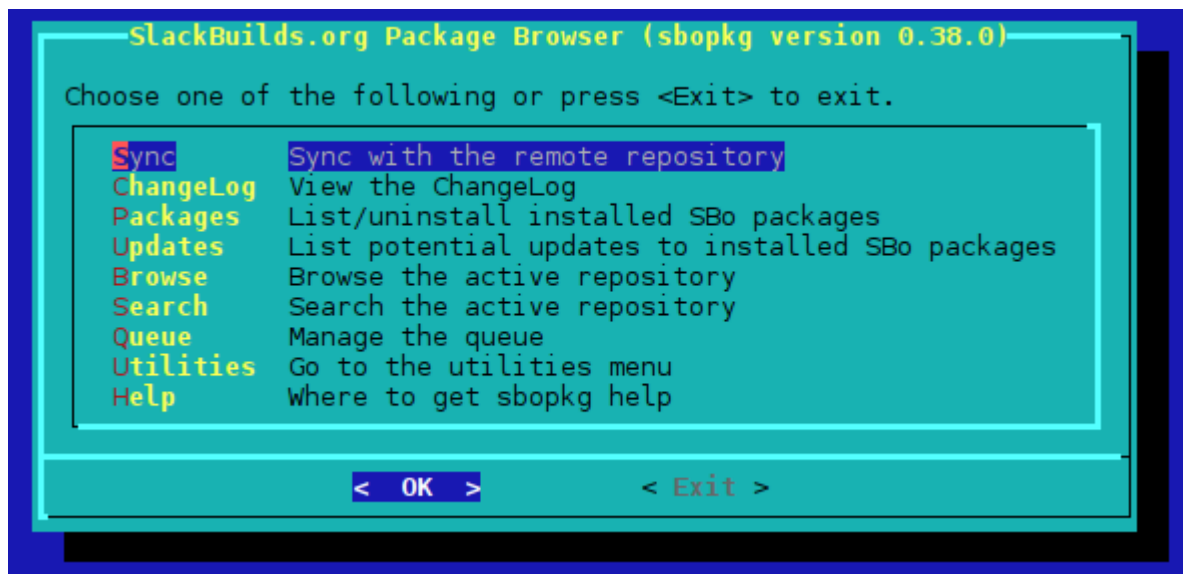 SlackBuilds.org Package Browser (sbopkg version 0.38.0)
Choose one of the following or press <Exit> to exit.
Sync Sync with the remote repository
ChangeLog View the ChangeLog
Packages List/uninstall installed SBo packages
Updates List potential updates to installed SBo packages
Browse Browse the active repository
Search Search the active repository
Queue Manage the queue
Utilities Go to the utilities menu
Help Where to get sbopkg help
< OK > < Exit >